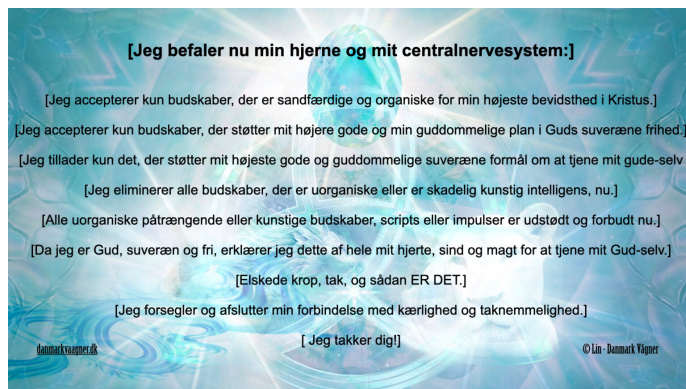 [Jeg befaler nu min hjerne og mit centralnervesystem:]
[Jeg accepterer kun budskaber, der er sandfærdige og organiske for min højeste bevidsthed i Kristus.]
[Jeg accepterer kun budskaber, der støtter mit højere gode og min guddommelige plan i Guds suveræne frihed.]
[Jeg tillader kun det, der støtter mit højeste gode og guddommelige suveræne formål om at tjene mit gude-selv
[Jeg eliminerer alle budskaber, der er uorganiske eller er skadelig kunstig intelligens, nu.]
[Alle uorganiske påtrængende eller kunstige budskaber, scripts eller impulser er udstødt og forbudt nu.]
[Da jeg er Gud, suveræn og fri, erklærer jeg dette af hele mit hjerte, sind og magt for at tjene mit Gud-selv.]
[Elskede krop, tak, og sådan ER DET.]
[Jeg forsegler og afslutter min forbindelse med kærlighed og taknemmelighed.]
[ Jeg takker dig!]
danmarkvaagner.dk
© Lin - Danmark Vågner